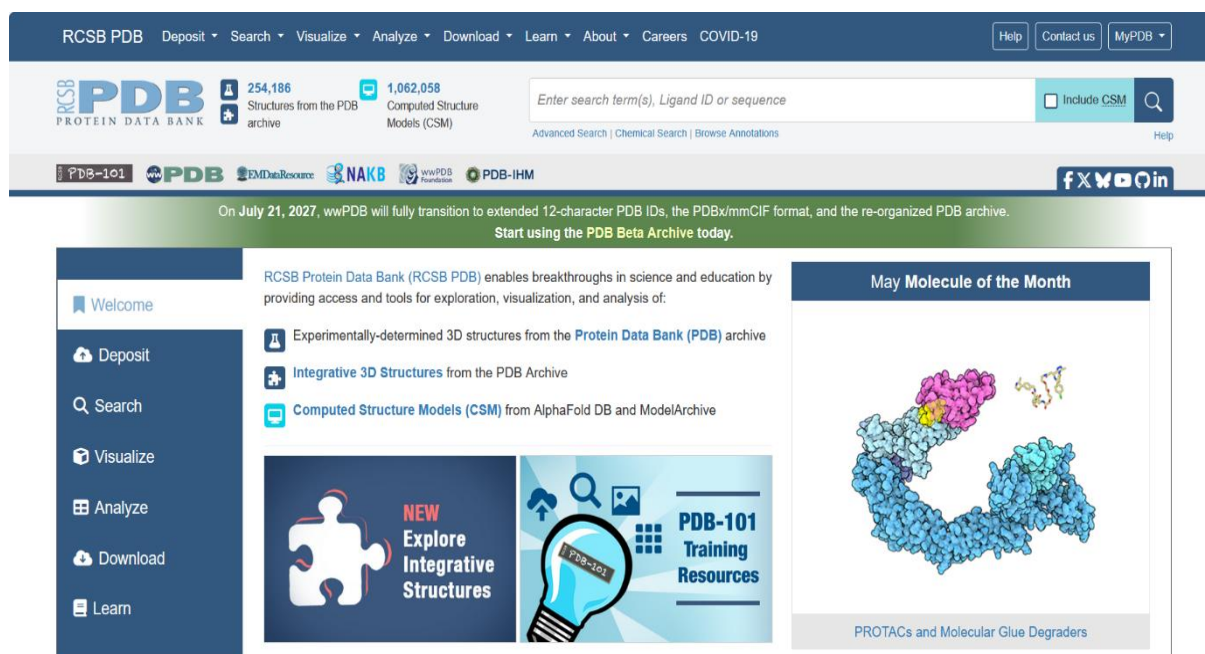 RCSB PDB Deposit Search Visualize Analyze Download Learn About Careers COVID-19 Help Contact us MyPDB
RCSB
PDB
PROTEIN DATA BANK
254,186
Structures from the PDB
archive
1,062,058
Computed Structure
Models (CSM)
Enter search term(s), Ligand ID or sequence
Include CSM
Advanced Search | Chemical Search | Browse Annotations
Help
PDB-101 wwPDB EMDataResource NAKB wwPDB Foundation PDB-IHM
On July 21, 2027, wwPDB will fully transition to extended 12-character PDB IDs, the PDBx/mmCIF format, and the re-organized PDB archive.
Start using the PDB Beta Archive today.
Welcome
Deposit
Search
Visualize
Analyze
Download
Learn
RCSB Protein Data Bank (RCSB PDB) enables breakthroughs in science and education by
providing access and tools for exploration, visualization, and analysis of:
Experimentally-determined 3D structures from the Protein Data Bank (PDB) archive
Integrative 3D Structures from the PDB Archive
Computed Structure Models (CSM) from AlphaFold DB and ModelArchive
NEW
Explore
Integrative
Structures
PDB-101
PDB-101
Training
Resources
May Molecule of the Month
PROTACs and Molecular Glue Degraders